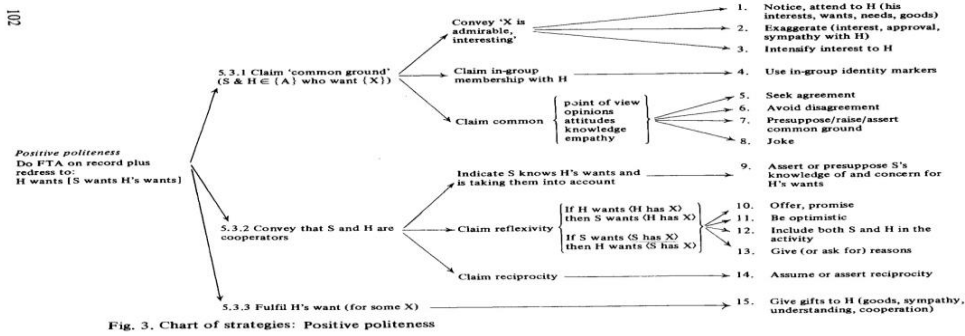 102
Positive politeness
Do FTA on record plus
redress to:
H wants [S wants H's wants]
5.3.1 Claim 'common ground'
(S & H ∈ {A} who want {X})
Convey 'X is
admirable,
interesting'
1. Notice, attend to H (his
interests, wants, needs, goods)
2. Exaggerate (interest, approval,
sympathy with H)
3. Intensify interest to H
Claim in-group
membership with H
4. Use in-group identity markers
Claim common
point of view
opinions
attitudes
knowledge
empathy
5. Seek agreement
6. Avoid disagreement
7. Presuppose/raise/assert
common ground
8. Joke
5.3.2 Convey that S and H are
cooperators
Indicate S knows H's wants and
is taking them into account
9. Assert or presuppose S's
knowledge of and concern for
H's wants
Claim reflexivity
If H wants (H has X)
then S wants (H has X)
If S wants (S has X)
then H wants (S has X)
10. Offer, promise
11. Be optimistic
12. Include both S and H in the
activity
13. Give (or ask for) reasons
Claim reciprocity
14. Assume or assert reciprocity
5.3.3 Fulfil H's want (for some X)
15. Give gifts to H (goods, sympathy,
understanding, cooperation)
Fig. 3. Chart of strategies: Positive politeness